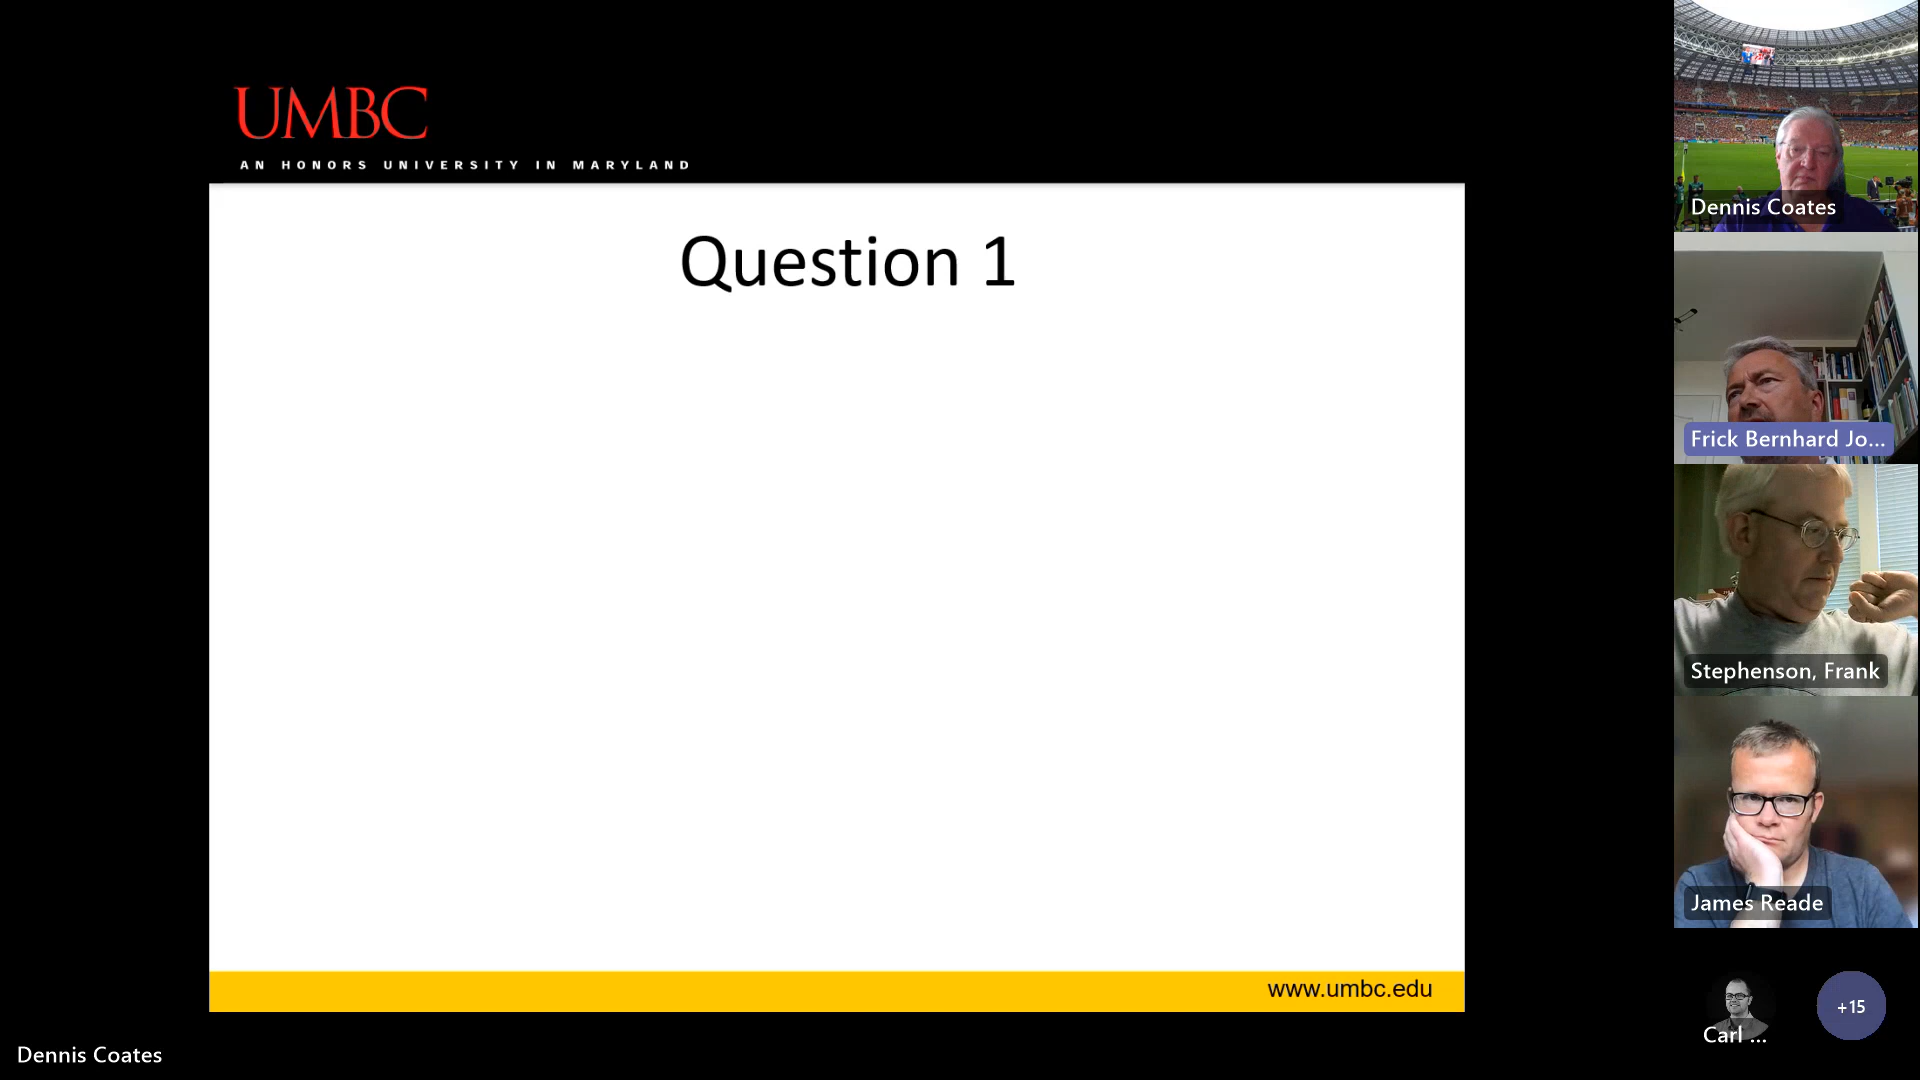 UMBC
AN HONORS UNIVERSITY IN MARYLAND
Question 1
www.umbc.edu
Dennis Coates
Dennis Coates
Frick Bernhard Jo...
Stephenson, Frank
James Reade
Carl ...
+15